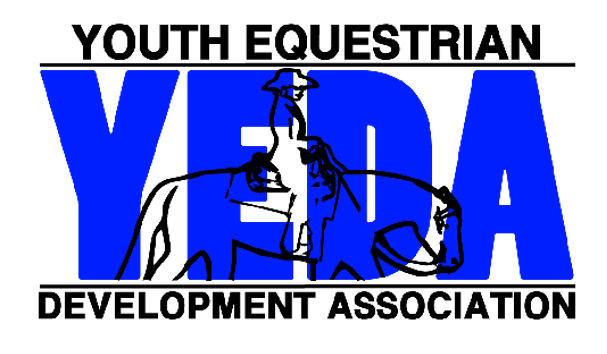 YOUTH EQUESTRIAN
YEDA
DEVELOPMENT ASSOCIATION